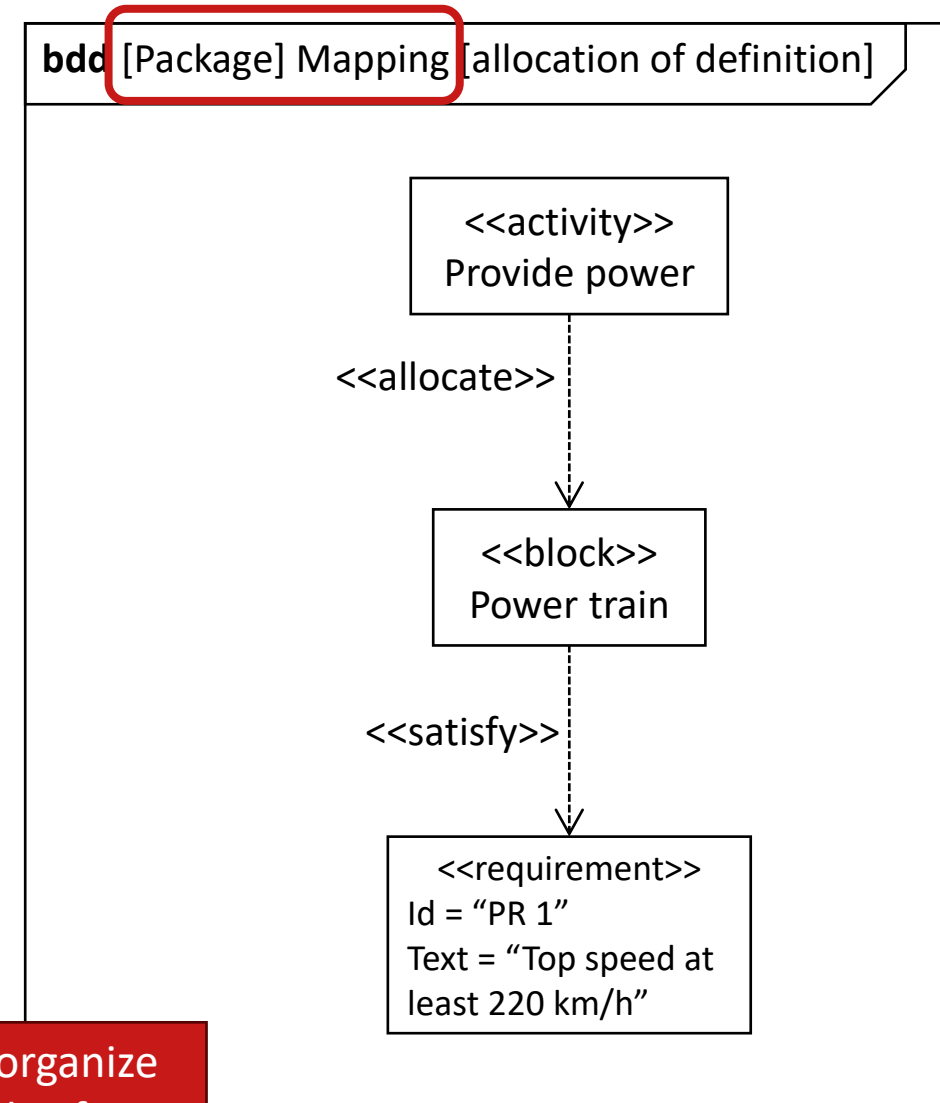 bdd [Package] Mapping [allocation of definition]
<<activity>>
Provide power
<<allocate>>
<<block>>
Power train
<<satisfy>>
<<requirement>>
Id = “PR 1”
Text = “Top speed at
least 220 km/h”
organize